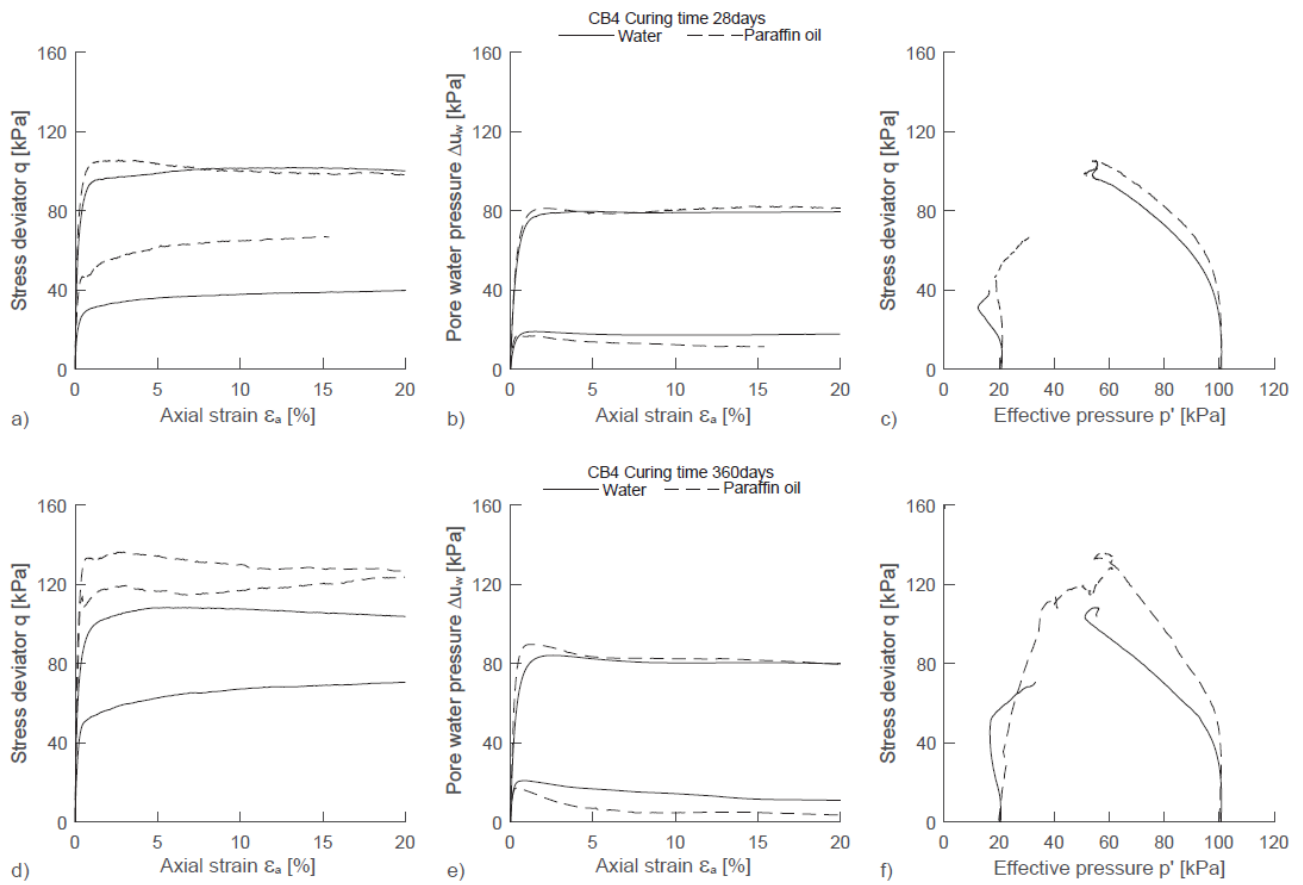 CB4 Curing time 28days
Water Paraffin oil
160
120
80
40
0
Stress deviator q [kPa]
0 5 10 15 20
Axial strain εₐ [%]
a)
160
120
80
40
0
Pore water pressure Δu_w [kPa]
0 5 10 15 20
Axial strain εₐ [%]
b)
160
120
80
40
0
Stress deviator q [kPa]
0 20 40 60 80 100 120
Effective pressure p' [kPa]
c)
CB4 Curing time 360days
Water Paraffin oil
160
120
80
40
0
Stress deviator q [kPa]
0 5 10 15 20
Axial strain εₐ [%]
d)
160
120
80
40
0
Pore water pressure Δu_w [kPa]
0 5 10 15 20
Axial strain εₐ [%]
e)
160
120
80
40
0
Stress deviator q [kPa]
0 20 40 60 80 100 120
Effective pressure p' [kPa]
f)